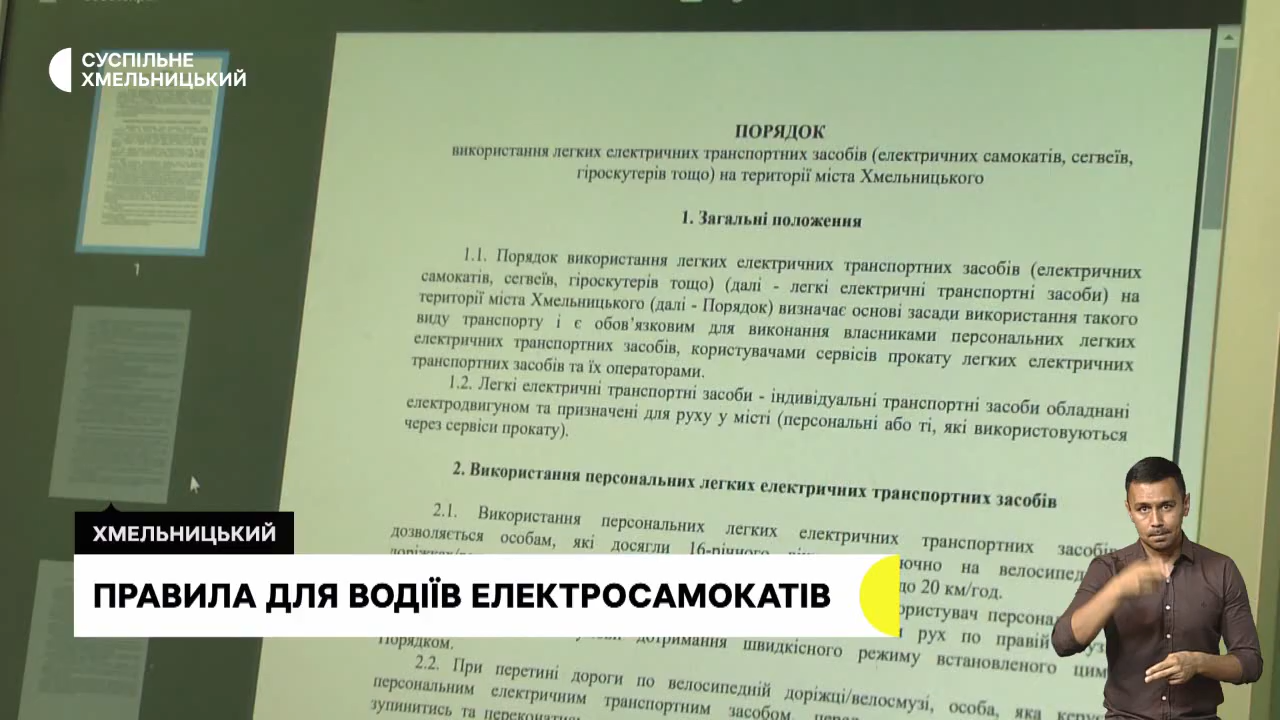 СУСПІЛЬНЕ
ХМЕЛЬНИЦЬКИЙ
ПОРЯДОК
використання легких електричних транспортних засобів (електричних самокатів, сегвеїв,
гіроскутерів тощо) на території міста Хмельницького
1. Загальні положення
1.1. Порядок використання легких електричних транспортних засобів (електричних
самокатів, сегвеїв, гіроскутерів тощо) (далі - легкі електричні транспортні засоби) на
території міста Хмельницького (далі - Порядок) визначає основі засади використання такого
виду транспорту і є обов’язковим для виконання власниками персональних легких
електричних транспортних засобів, користувачами сервісів прокату легких електричних
транспортних засобів та їх операторами.
1.2. Легкі електричні транспортні засоби - індивідуальні транспортні засоби обладнані
електродвигуном та призначені для руху у місті (персональні або ті, які використовуються
через сервіси прокату).
2. Використання персональних легких електричних транспортних засобів
2.1. Використання персональних легких електричних транспортних засобів
дозволяється особам, які досягли 16-річного
на
до 20 км/год.
рух по правій
дотримання швидкісного режиму встановленого цим
Порядком.
2.2. При перетині дороги по велосипедній доріжці/велосмузі, особа, яка
персональним електричним транспортним засобом,
зупинитись та
1
ХМЕЛЬНИЦЬКИЙ
ПРАВИЛА ДЛЯ ВОДІЇВ ЕЛЕКТРОСАМОКАТІВ